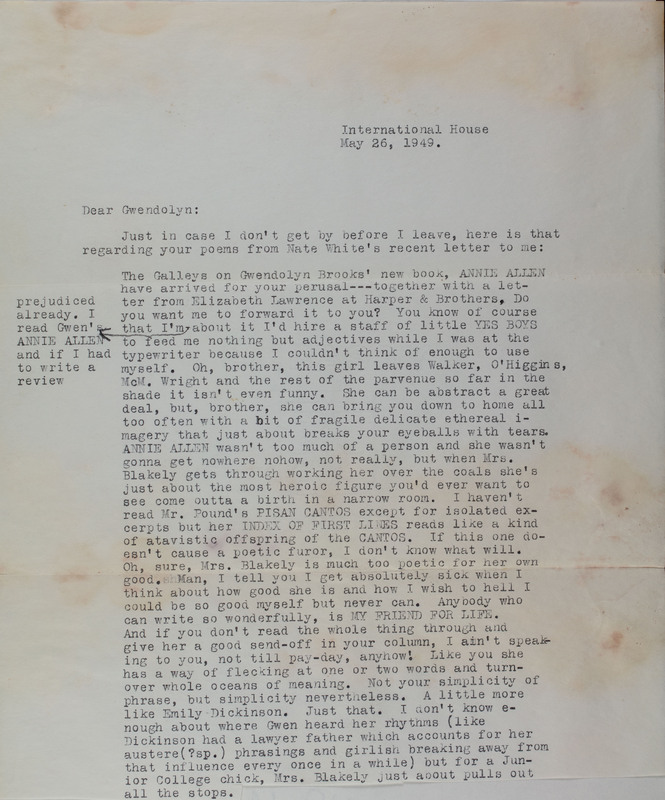 International House
May 26, 1949.
Dear Gwendolyn:
Just in case I don't get by before I leave, here is that
regarding your poems from Nate White's recent letter to me:
The Galleys on Gwendolyn Brooks' new book, ANNIE ALLEN
have arrived for your perusal---together with a let-
ter from Elizabeth Lawrence at Harper & Brothers. Do
you want me to forward it to you? You know of course
that I'm
prejudiced
already. I
read Gwen's
ANNIE ALLEN
and if I had
to write a
review
about it I'd hire a staff of little YES BOYS
to feed me nothing but adjectives while I was at the
typewriter because I couldn't think of enough to use
myself. Oh, brother, this girl leaves Walker, O'Higgins,
McM. Wright and the rest of the parvenue so far in the
shade it isn't even funny. She can be abstract a great
deal, but, brother, she can bring you down to home all
too often with a bit of fragile delicate ethereal i-
magery that just about breaks your eyeballs with tears.
ANNIE ALLEN wasn't too much of a person and she wasn't
gonna get nowhere nohow, not really, but when Mrs.
Blakely gets through working her over the coals she's
just about the most heroic figure you'd ever want to
see come outta a birth in a narrow room. I haven't
read Mr. Pound's PISAN CANTOS except for isolated ex-
cerpts but her INDEX OF FIRST LINES reads like a kind
of atavistic offspring of the CANTOS. If this one do-
esn't cause a poetic furor, I don't know what will.
Oh, sure, Mrs. Blakely is much too poetic for her own
good. Man, I tell you I get absolutely sick when I
think about how good she is and how I wish to hell I
could be so good myself but never can. Anybody who
can write so wonderfully, is MY FRIEND FOR LIFE.
And if you don't read the whole thing through and
give her a good send-off in your column, I ain't speak-
ing to you, not till pay-day, anyhow! Like you she
has a way of flecking at one or two words and turn-
over whole oceans of meaning. Not your simplicity of
phrase, but simplicity nevertheless. A little more
like Emily Dickinson. Just that. I don't know e-
nough about where Gwen heard her rhythms (like
Dickinson had a lawyer father which accounts for her
austere(?sp.) phrasings and girlish breaking away from
that influence every once in a while) but for a Jun-
ior College chick, Mrs. Blakely just about pulls out
all the stops.